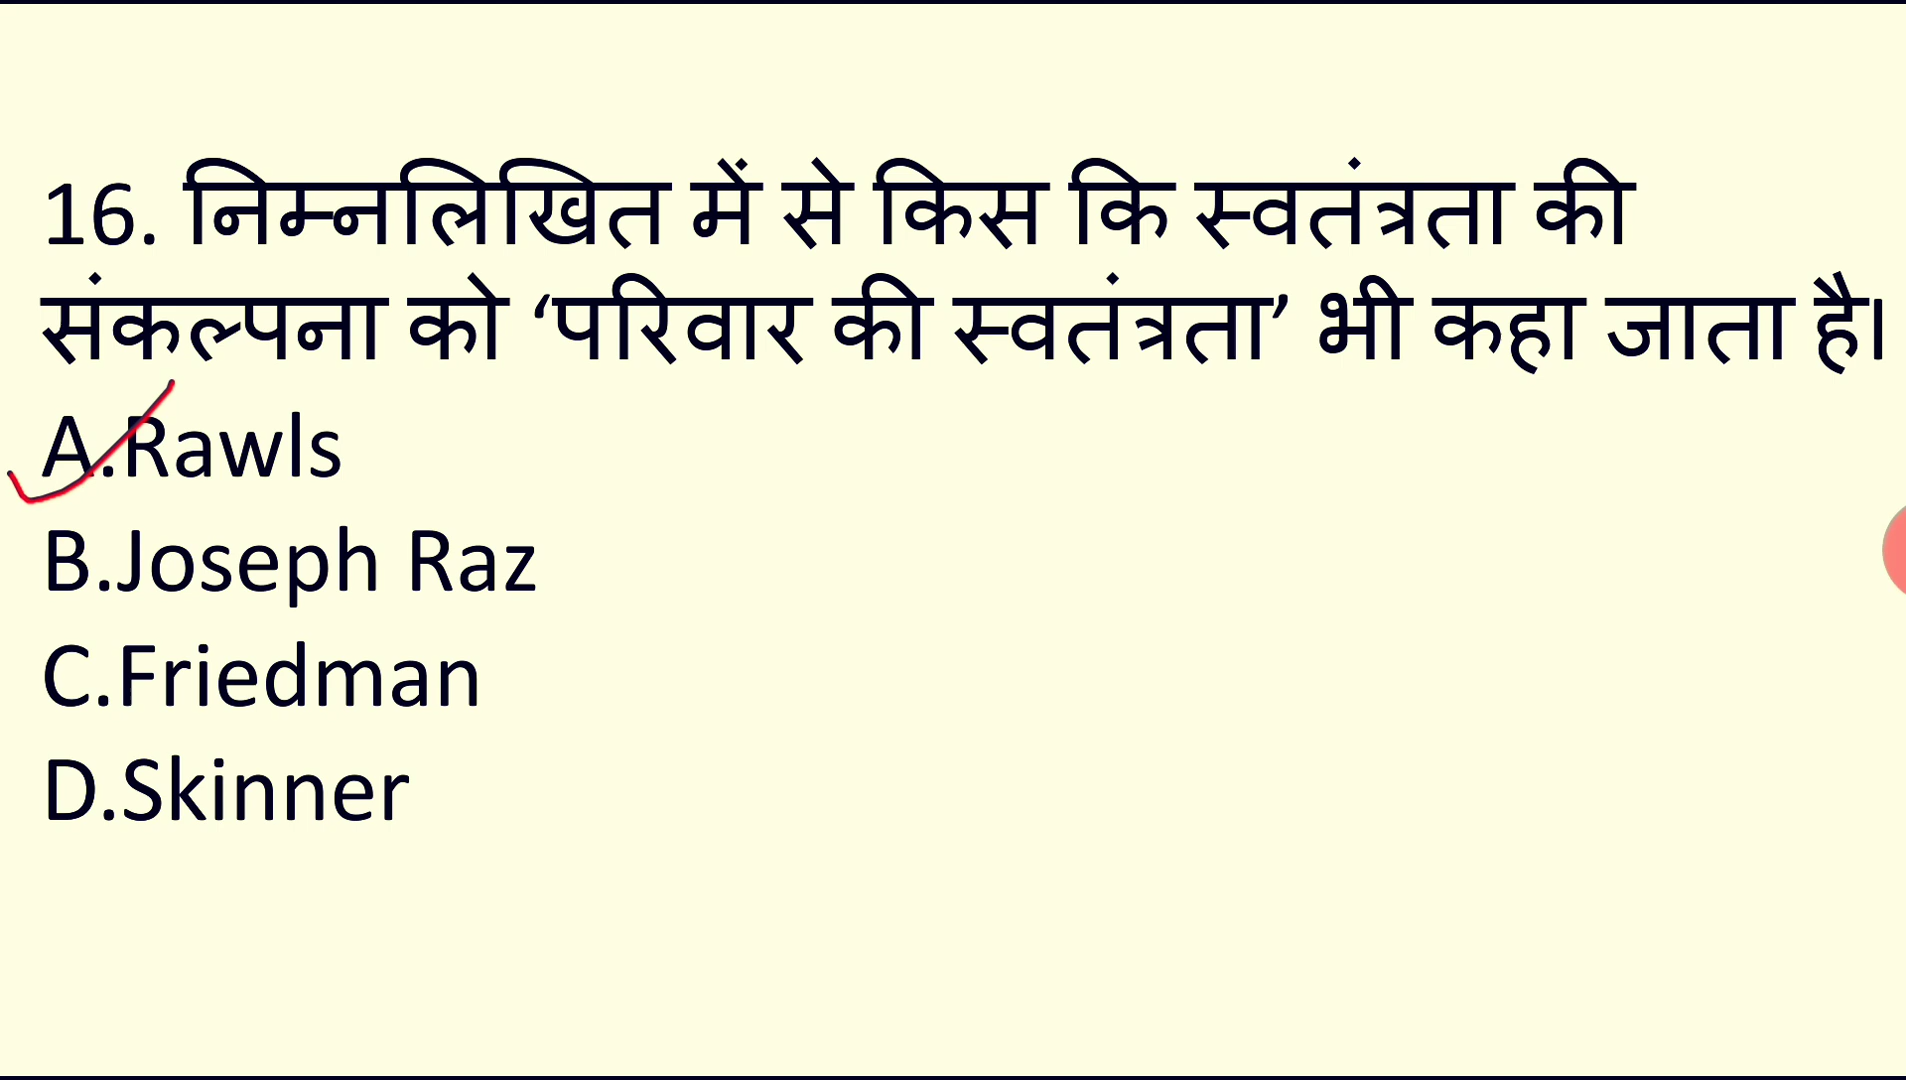 16. निम्नलिखित में से किस कि स्वतंत्रता की
संकल्पना को ‘परिवार की स्वतंत्रता’ भी कहा जाता है।
A.Rawls
B.Joseph Raz
C.Friedman
D.Skinner